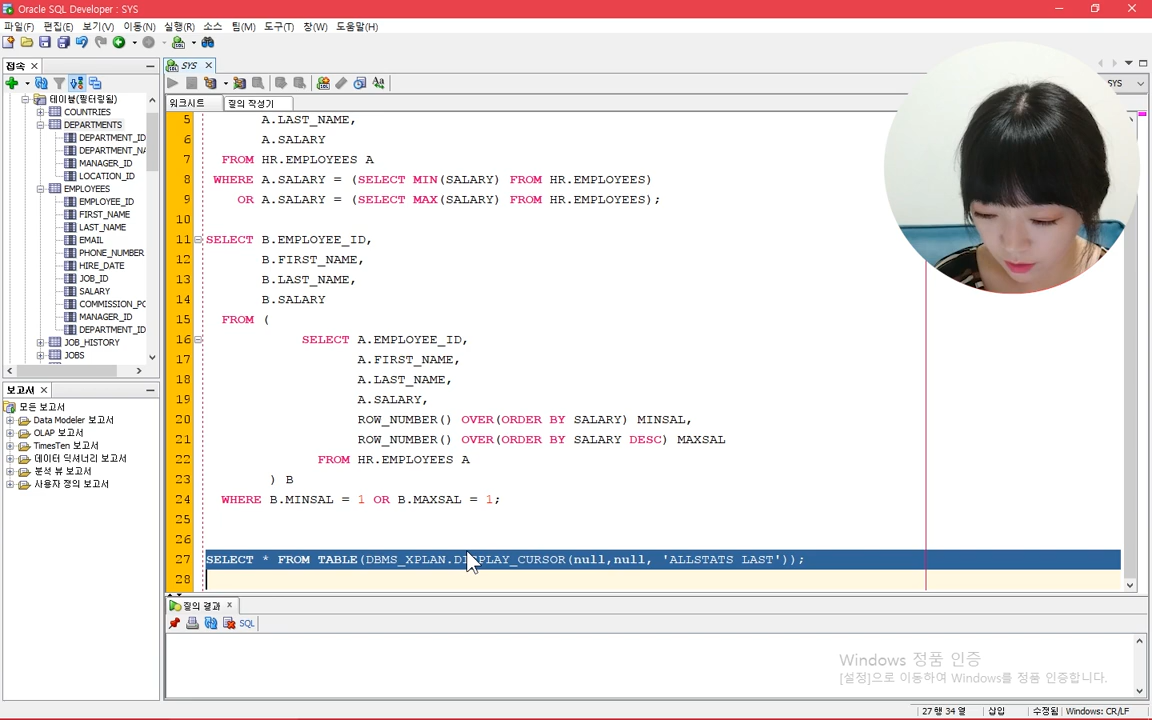 Oracle SQL Developer : SYS
파일(F) 편집(E) 보기(V) 이동(N) 실행(R) 소스 팀(M) 도구(T) 창(W) 도움말(H)
접속
테이블(필터링됨)
COUNTRIES
DEPARTMENTS
DEPARTMENT_ID
DEPARTMENT_NA
MANAGER_ID
LOCATION_ID
EMPLOYEES
EMPLOYEE_ID
FIRST_NAME
LAST_NAME
EMAIL
PHONE_NUMBER
HIRE_DATE
JOB_ID
SALARY
COMMISSION_PC
MANAGER_ID
DEPARTMENT_ID
JOB_HISTORY
JOBS
보고서
모든 보고서
Data Modeler 보고서
OLAP 보고서
TimesTen 보고서
데이터 딕셔너리 보고서
분석 뷰 보고서
사용자 정의 보고서
SYS
SYS
워크시트 질의 작성기
5 A.LAST_NAME,
6 A.SALARY
7 FROM HR.EMPLOYEES A
8 WHERE A.SALARY = (SELECT MIN(SALARY) FROM HR.EMPLOYEES)
9 OR A.SALARY = (SELECT MAX(SALARY) FROM HR.EMPLOYEES);
10
11 SELECT B.EMPLOYEE_ID,
12 B.FIRST_NAME,
13 B.LAST_NAME,
14 B.SALARY
15 FROM (
16 SELECT A.EMPLOYEE_ID,
17 A.FIRST_NAME,
18 A.LAST_NAME,
19 A.SALARY,
20 ROW_NUMBER() OVER(ORDER BY SALARY) MINSAL,
21 ROW_NUMBER() OVER(ORDER BY SALARY DESC) MAXSAL
22 FROM HR.EMPLOYEES A
23 ) B
24 WHERE B.MINSAL = 1 OR B.MAXSAL = 1;
25
26
27 SELECT * FROM TABLE(DBMS_XPLAN.DISPLAY_CURSOR(null,null, 'ALLSTATS LAST'));
28
질의 결과
SQL
Windows 정품 인증
[설정]으로 이동하여 Windows를 정품 인증합니다.
27 행 34 열 삽입 수정됨 Windows: CR/LF